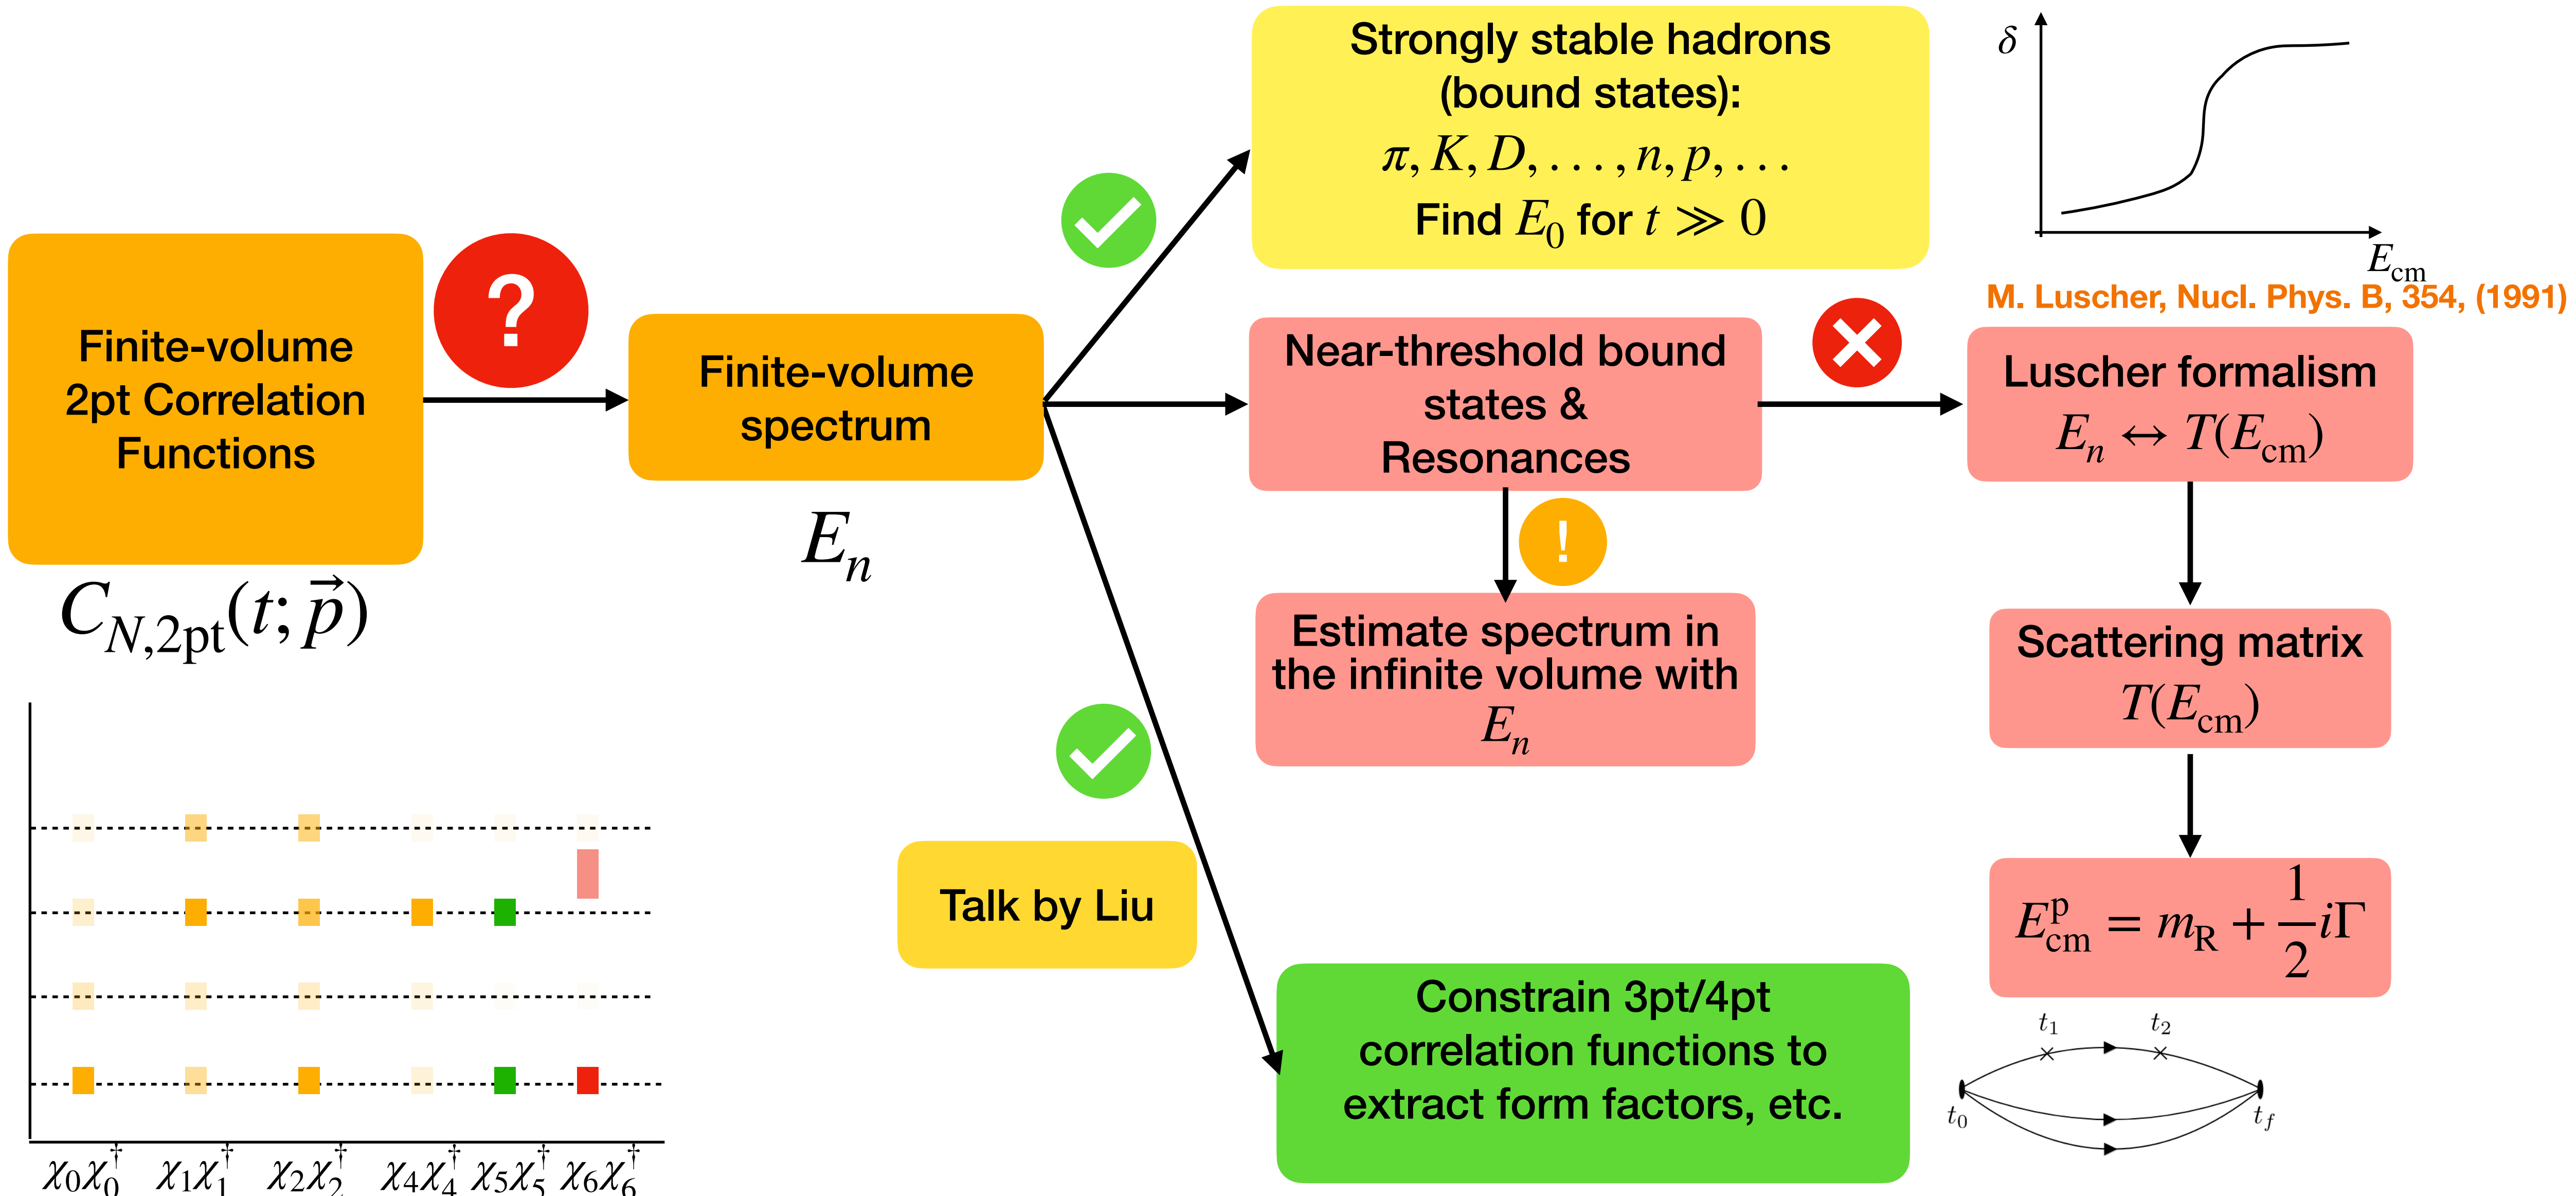 Finite-volume
2pt Correlation
Functions
C_{N,2pt}(t; \vec{p})
?
Finite-volume
spectrum
E_n
Strongly stable hadrons
(bound states):
π, K, D, . . . , n, p, . . .
Find E_0 for t ≫ 0
δ
E_cm
M. Luscher, Nucl. Phys. B, 354, (1991)
Near-threshold bound
states &
Resonances
Luscher formalism
E_n ↔ T(E_cm)
!
Estimate spectrum in
the infinite volume with
E_n
Scattering matrix
T(E_cm)
E^p_cm = m_R + \frac{1}{2} iΓ
Talk by Liu
Constrain 3pt/4pt
correlation functions to
extract form factors, etc.
t_1 t_2
t_0 t_f
χ_0χ_0^† χ_1χ_1^† χ_2χ_2^† χ_4χ_4^† χ_5χ_5^† χ_6χ_6^†